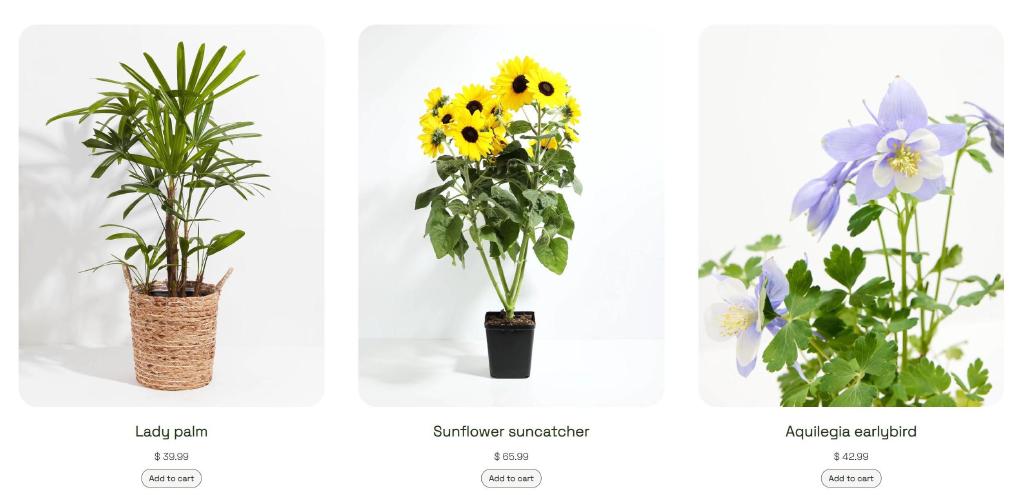 Lady palm
$ 39.99
Add to cart
Sunflower suncatcher
$ 65.99
Add to cart
Aquilegia earlybird
$ 42.99
Add to cart